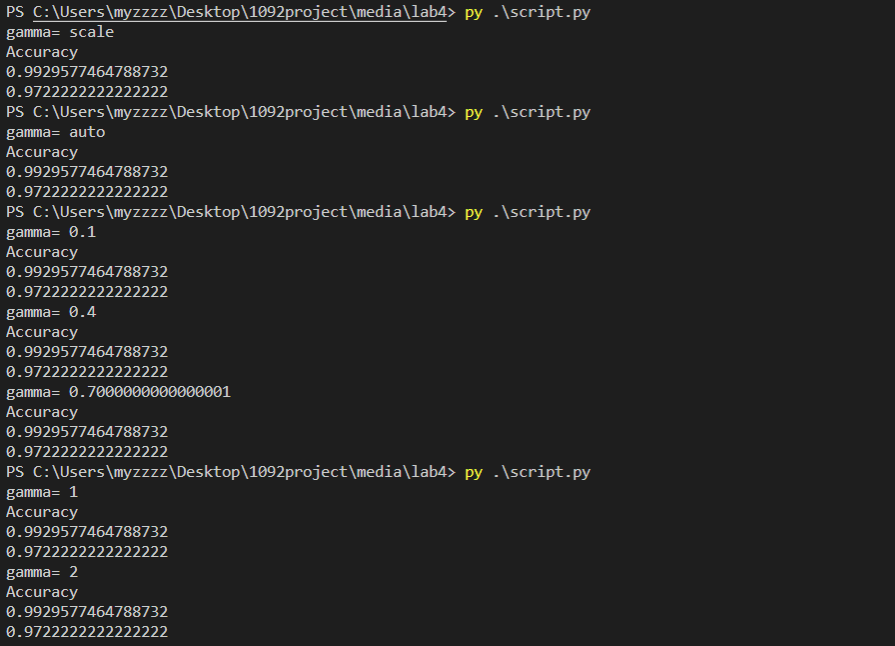 PS C:\Users\myzzzz\Desktop\1092project\media\lab4> py .\script.py
gamma= scale
Accuracy
0.9929577464788732
0.9722222222222222
PS C:\Users\myzzzz\Desktop\1092project\media\lab4> py .\script.py
gamma= auto
Accuracy
0.9929577464788732
0.9722222222222222
PS C:\Users\myzzzz\Desktop\1092project\media\lab4> py .\script.py
gamma= 0.1
Accuracy
0.9929577464788732
0.9722222222222222
gamma= 0.4
Accuracy
0.9929577464788732
0.9722222222222222
gamma= 0.7000000000000001
Accuracy
0.9929577464788732
0.9722222222222222
PS C:\Users\myzzzz\Desktop\1092project\media\lab4> py .\script.py
gamma= 1
Accuracy
0.9929577464788732
0.9722222222222222
gamma= 2
Accuracy
0.9929577464788732
0.9722222222222222